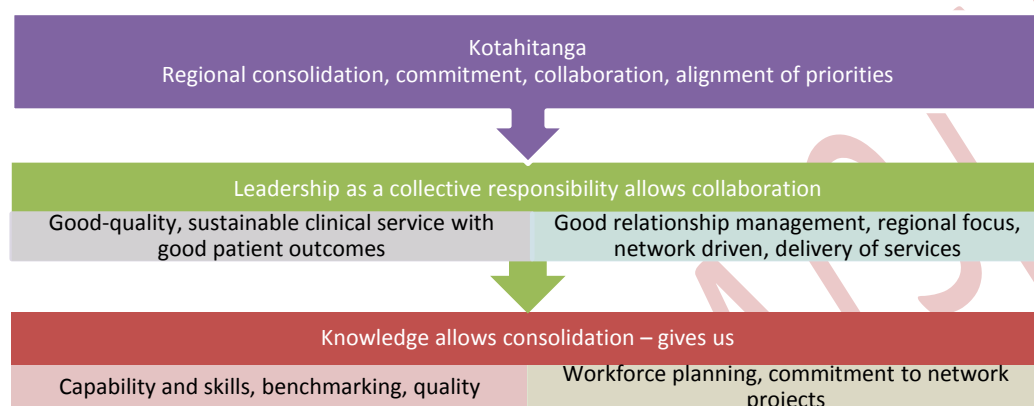 Kotahitanga
Regional consolidation, commitment, collaboration, alignment of priorities
Leadership as a collective responsibility allows collaboration
Good-quality, sustainable clinical service with
good patient outcomes
Good relationship management, regional focus,
network driven, delivery of services
Knowledge allows consolidation – gives us
Capability and skills, benchmarking, quality
Workforce planning, commitment to network
projects